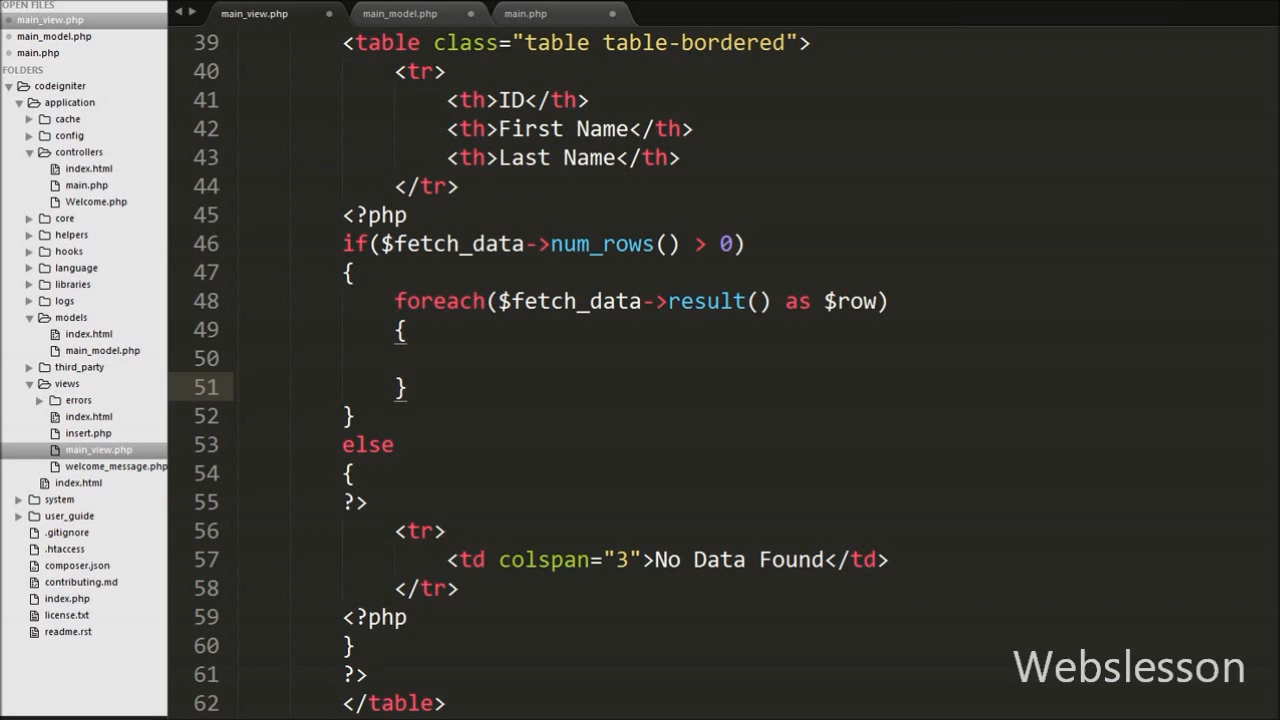 OPEN FILES
main_view.php
main_model.php
main.php
FOLDERS
codeigniter
application
cache
config
controllers
index.html
main.php
Welcome.php
core
helpers
hooks
language
libraries
logs
models
index.html
main_model.php
third_party
views
errors
index.html
insert.php
main_view.php
welcome_message.php
index.html
system
user_guide
.gitignore
.htaccess
composer.json
contributing.md
index.php
license.txt
readme.rst
main_view.php
main_model.php
main.php
39 <table class="table table-bordered">
40 <tr>
41 <th>ID</th>
42 <th>First Name</th>
43 <th>Last Name</th>
44 </tr>
45 <?php
46 if($fetch_data->num_rows() > 0)
47 {
48 foreach($fetch_data->result() as $row)
49 {
50
51 }
52 }
53 else
54 {
55 ?>
56 <tr>
57 <td colspan="3">No Data Found</td>
58 </tr>
59 <?php
60 }
61 ?>
62 </table>
Webslesson